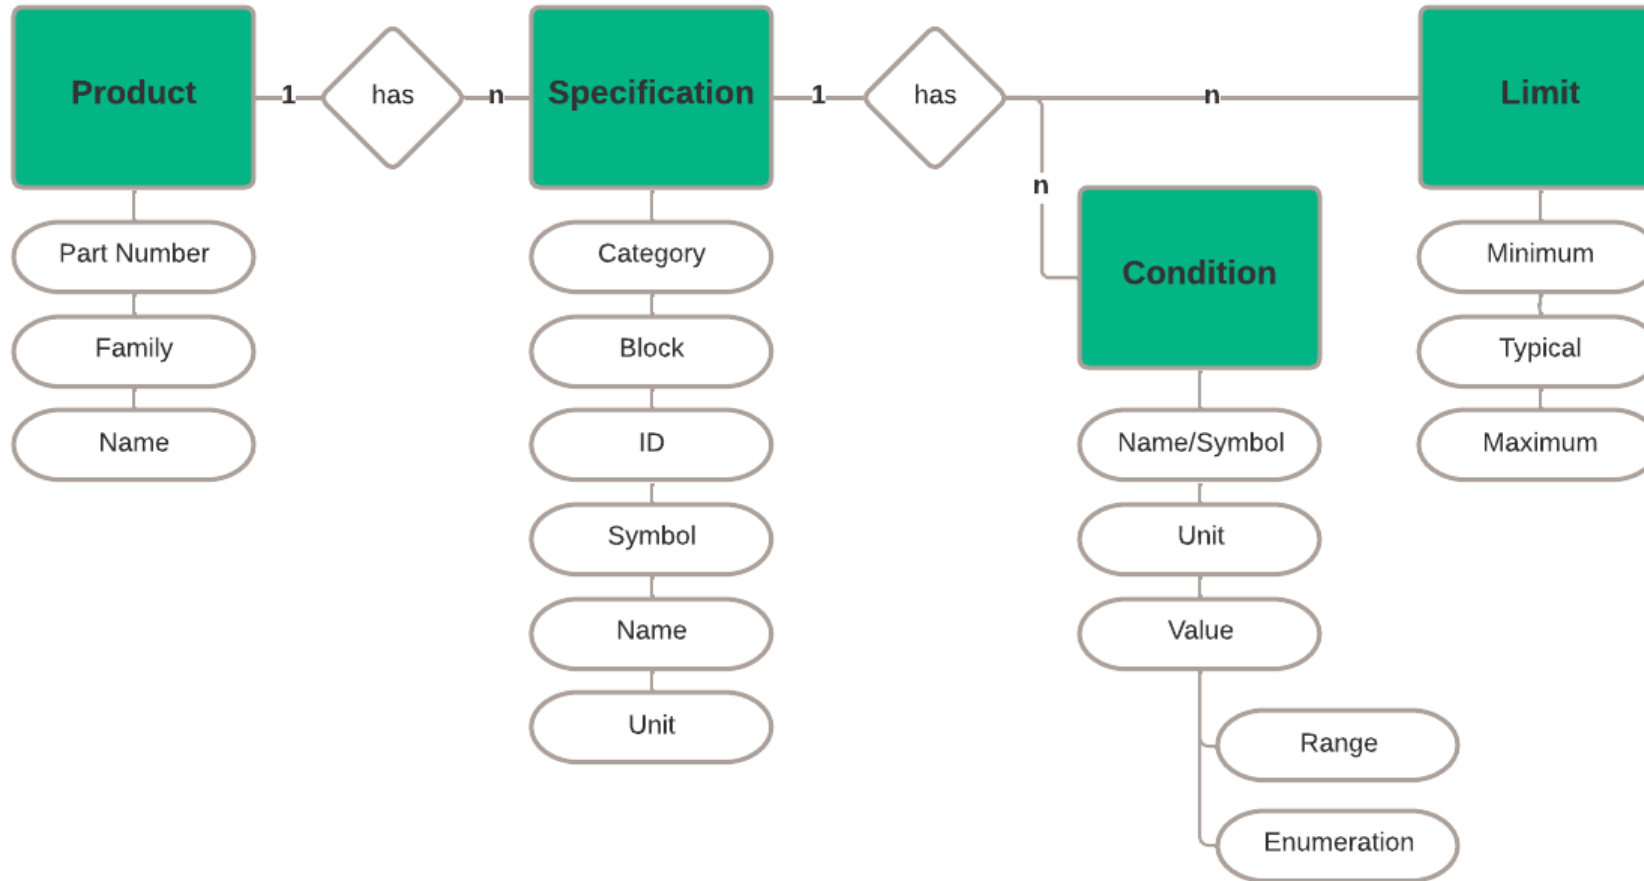 Product
1
has
n
Specification
1
has
n
Limit
n
Condition
Part Number
Family
Name
Category
Block
ID
Symbol
Name
Unit
Name/Symbol
Unit
Value
Range
Enumeration
Minimum
Typical
Maximum